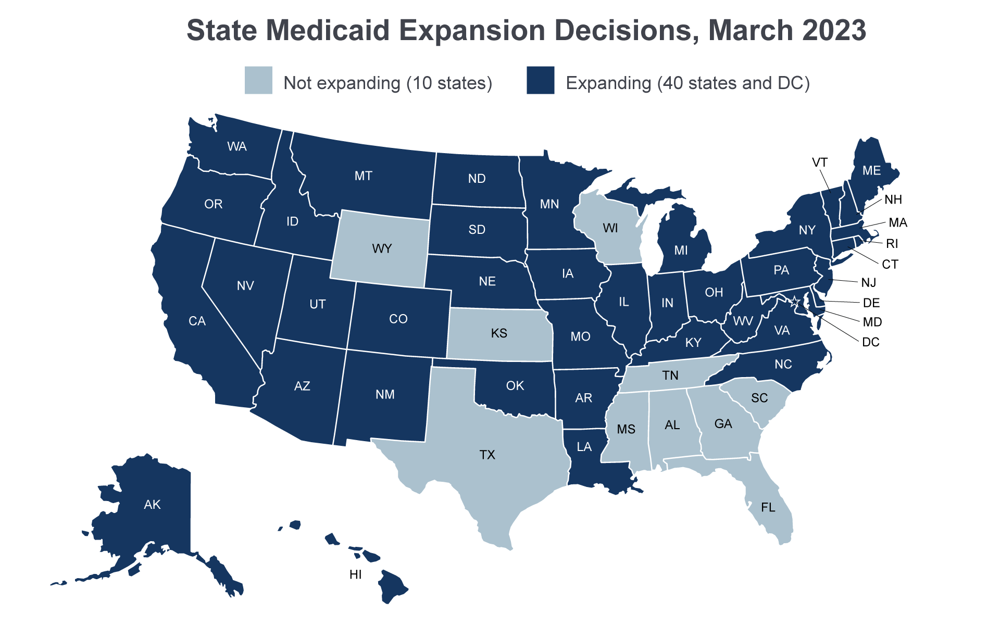 State Medicaid Expansion Decisions, March 2023
Not expanding (10 states)
Expanding (40 states and DC)
WA
MT
ND
MN
VT
ME
OR
ID
SD
WI
NH
MA
NY
RI
WY
MI
CT
NV
NE
IA
PA
NJ
UT
CO
IL
IN
OH
DE
CA
KS
MO
WV
VA
MD
KY
DC
AZ
NM
OK
AR
TN
NC
SC
TX
LA
MS
AL
GA
AK
FL
HI